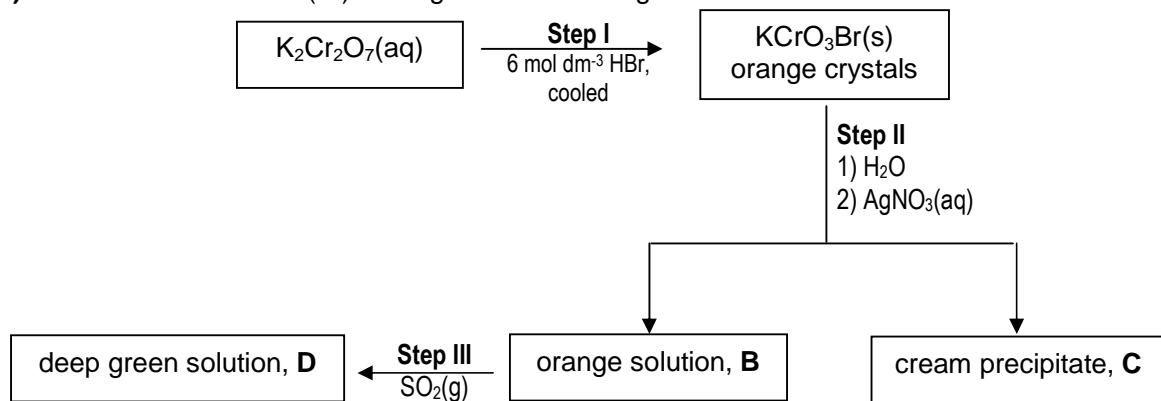 K₂Cr₂O₇(aq)
Step I
6 mol dm⁻³ HBr,
cooled
KCrO₃Br(s)
orange crystals
Step II
1) H₂O
2) AgNO₃(aq)
deep green solution, D
Step III
SO₂(g)
orange solution, B
cream precipitate, C